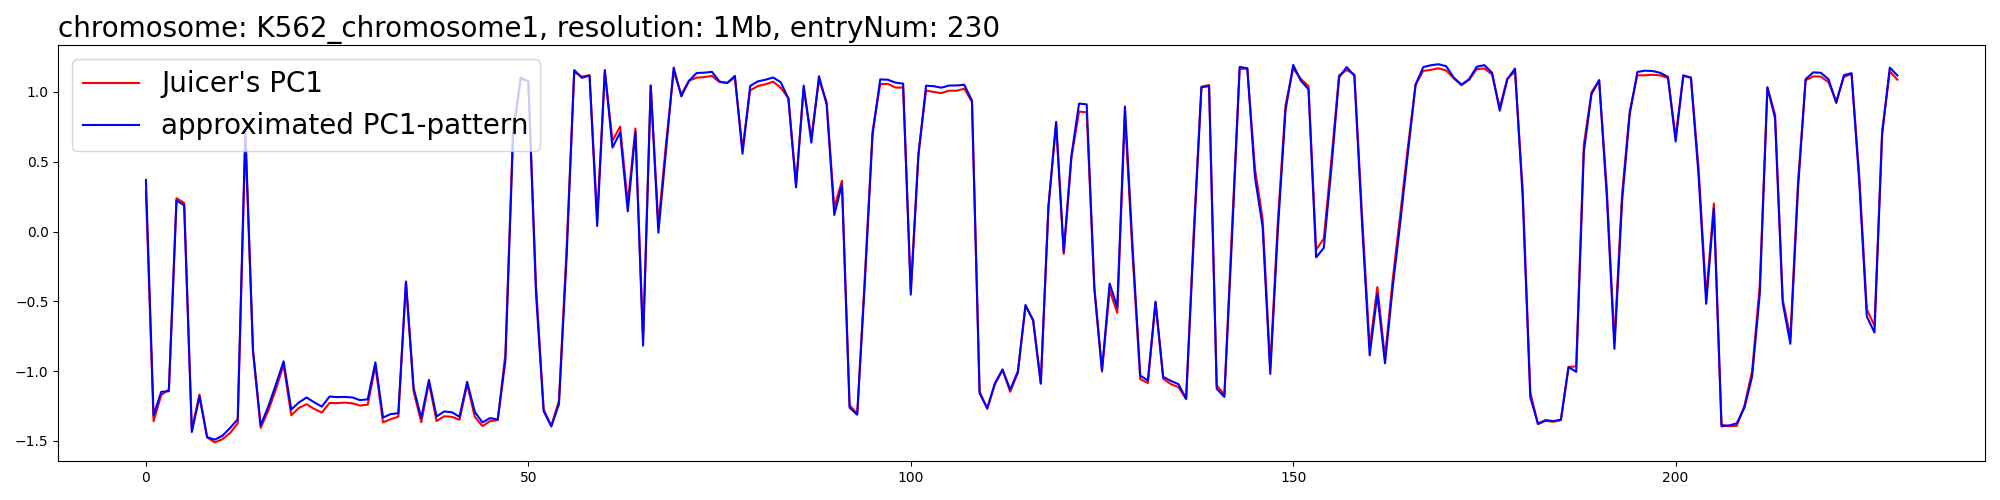 chromosome: K562_chromosome1, resolution: 1Mb, entryNum: 230
Juicer's PC1
approximated PC1-pattern
1.0
0.5
0.0
−0.5
−1.0
−1.5
0 50 100 150 200